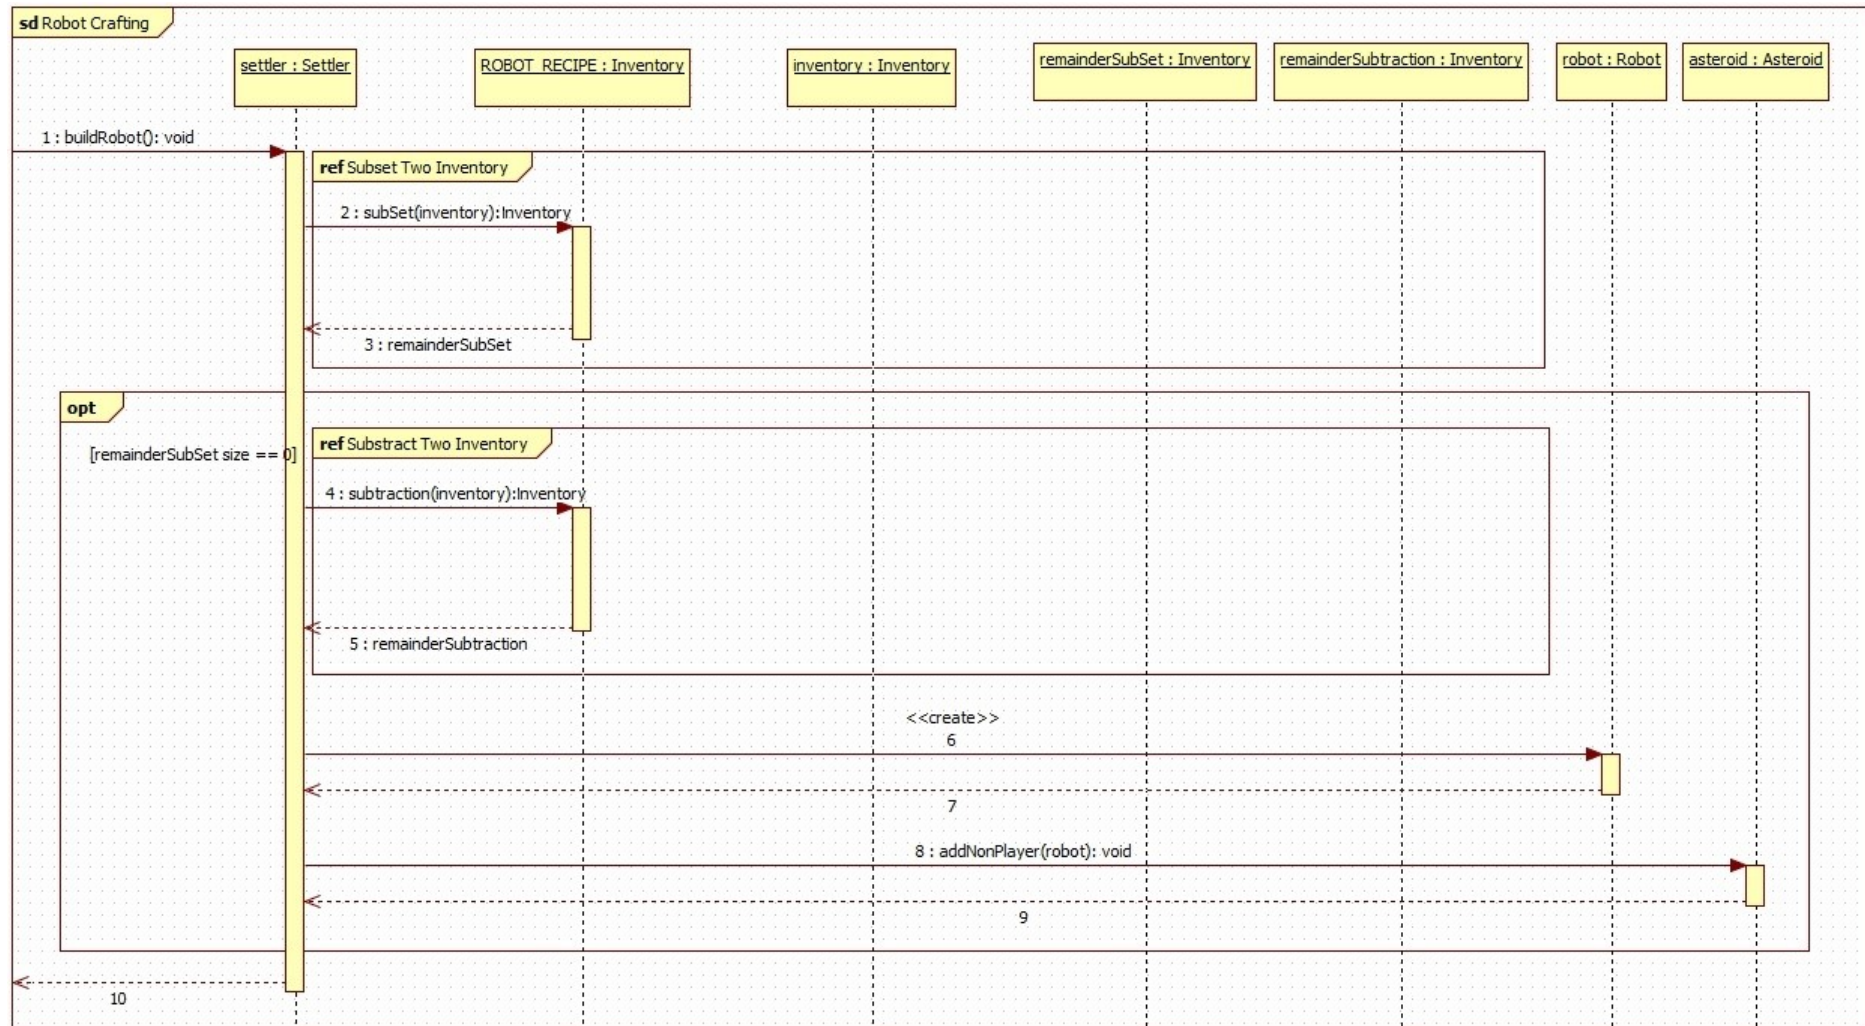 sd Robot Crafting
settler : Settler
ROBOT_RECIPE : Inventory
inventory : Inventory
remainderSubSet : Inventory
remainderSubtraction : Inventory
robot : Robot
asteroid : Asteroid
1 : buildRobot(): void
ref Subset Two Inventory
2 : subSet(inventory):Inventory
3 : remainderSubSet
opt
[remainderSubSet size == 0]
ref Substract Two Inventory
4 : subtraction(inventory):Inventory
5 : remainderSubtraction
<<create>>
6
7
8 : addNonPlayer(robot): void
9
10